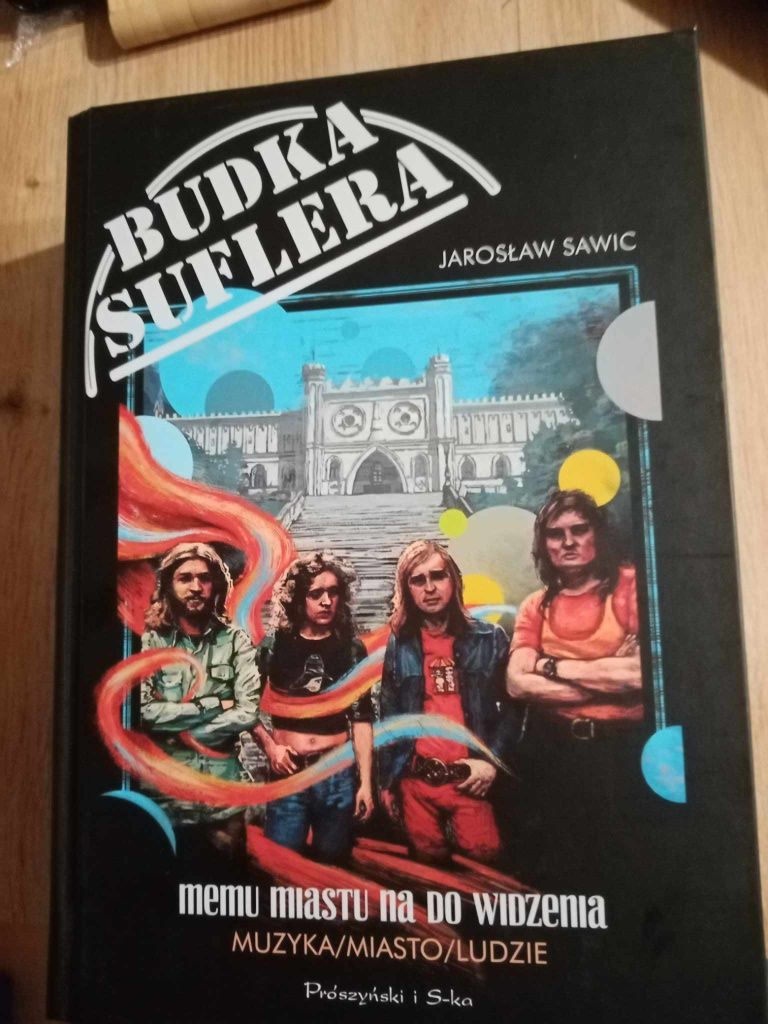 BUDKA
SUFLERA
JAROSŁAW SAWIC
memu miastu na do widzenia
MUZYKA/MIASTO/LUDZIE
Prószyński i S-ka